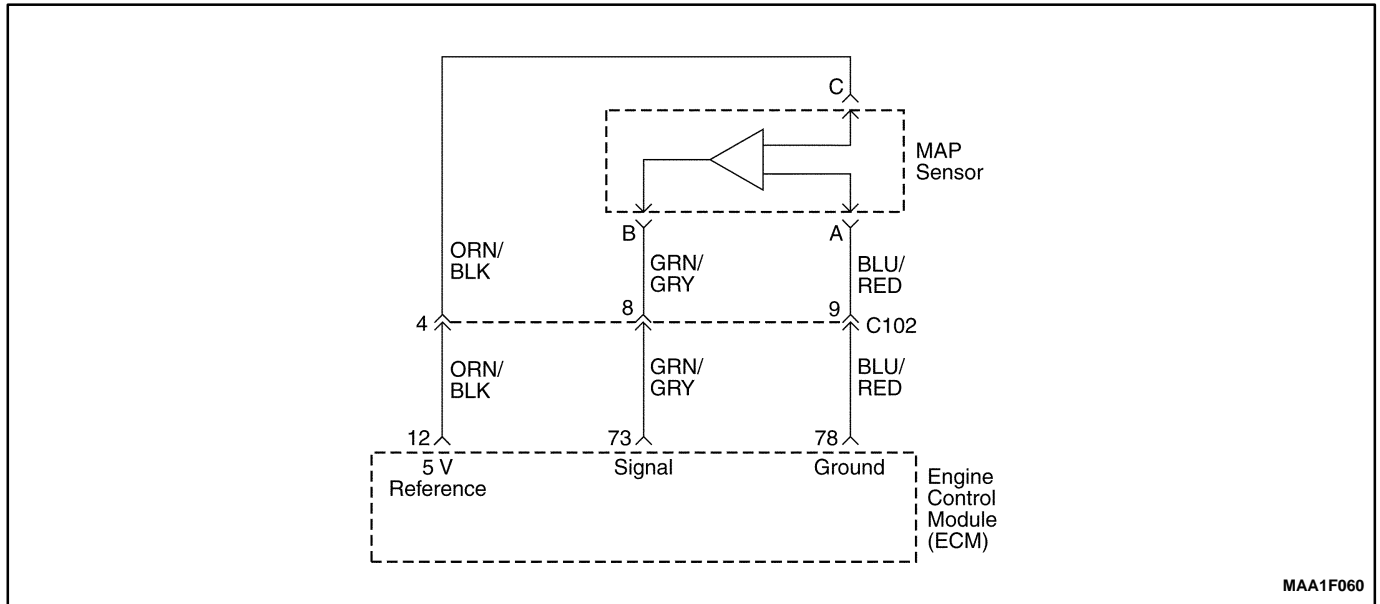 C
MAP
Sensor
B
A
ORN/
BLK
GRN/
GRY
BLU/
RED
4
8
9
C102
ORN/
BLK
GRN/
GRY
BLU/
RED
12
73
78
5 V
Reference
Signal
Ground
Engine
Control
Module
(ECM)
MAA1F060